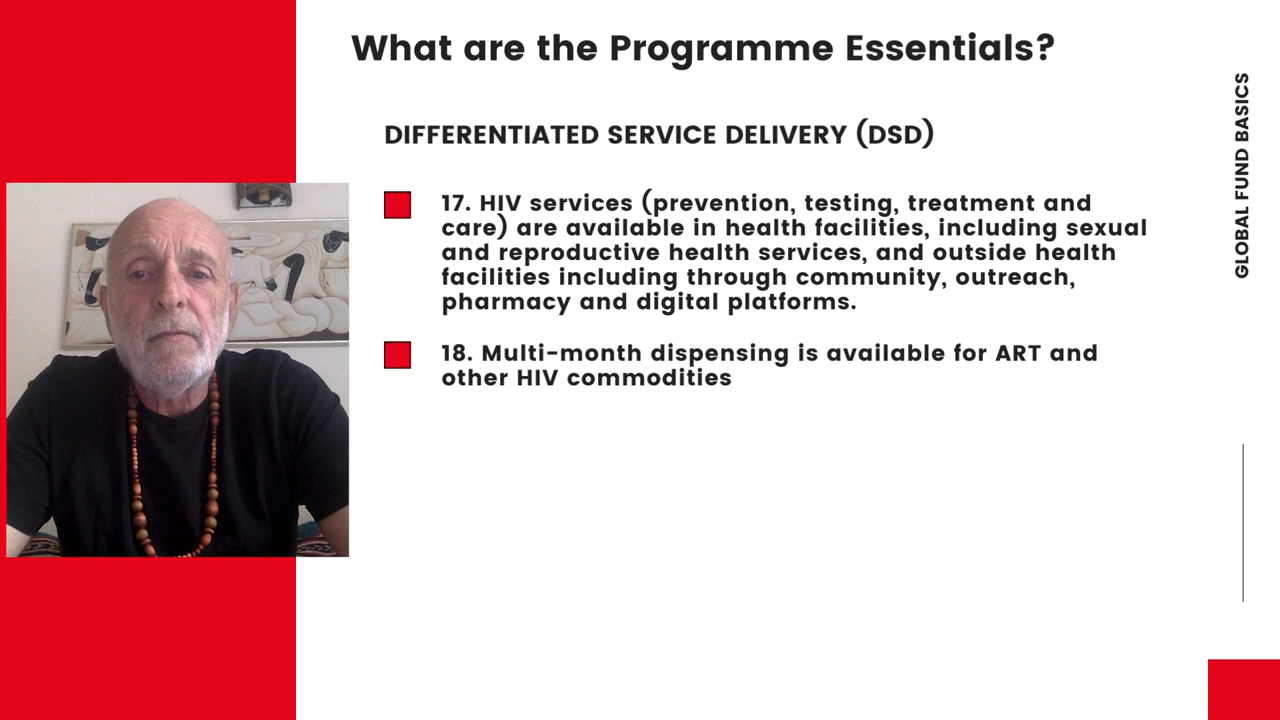 What are the Programme Essentials?
DIFFERENTIATED SERVICE DELIVERY (DSD)
17. HIV services (prevention, testing, treatment and
care) are available in health facilities, including sexual
and reproductive health services, and outside health
facilities including through community, outreach,
pharmacy and digital platforms.
18. Multi-month dispensing is available for ART and
other HIV commodities
GLOBAL FUND BASICS